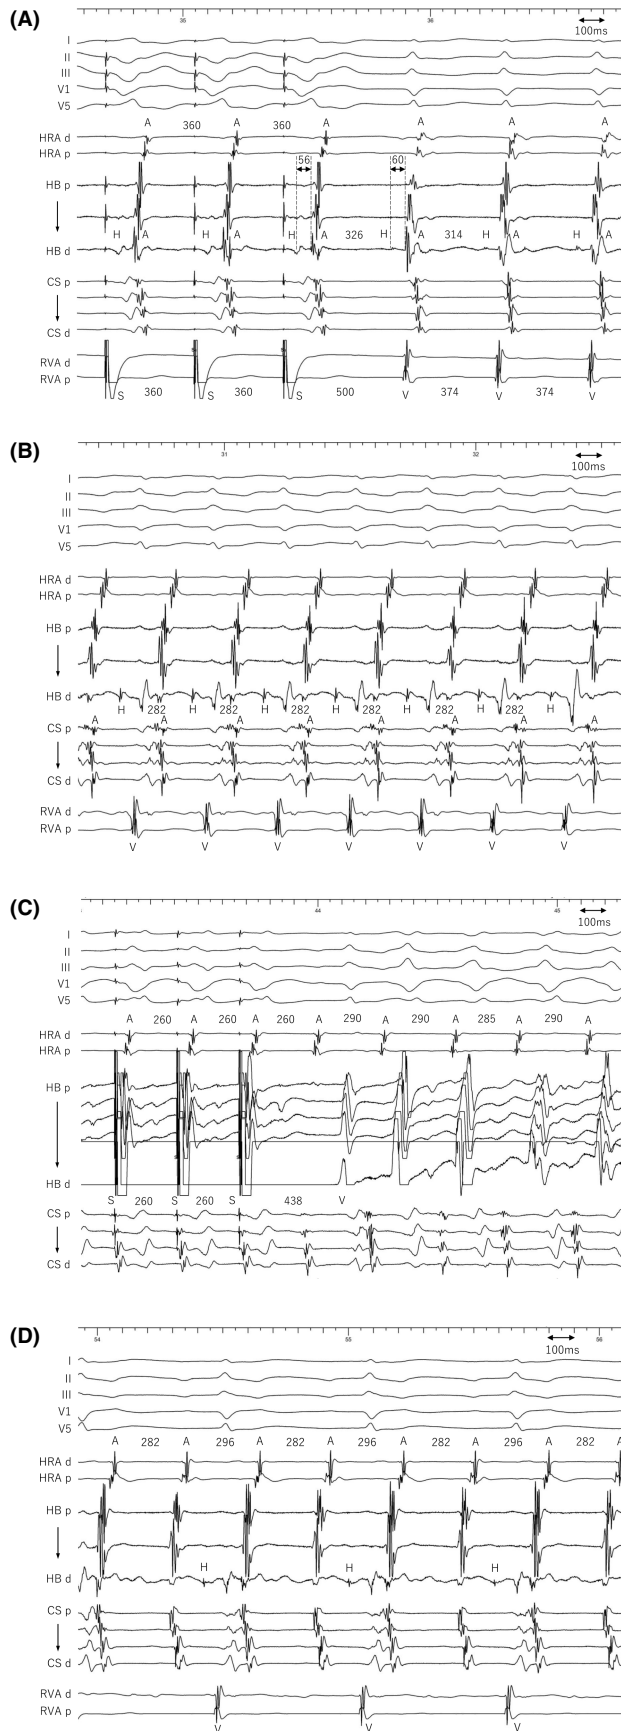 (A)
35 36
100ms
I
II
III
V1
V5
A 360 A 360 A A A A
HRA d
HRA p
56 60
HB p
H A H A H A 326 H A 314 H A H A
HB d
CS p
CS d
RVA d
RVA p
360 S 360 S 500 S V 374 V 374 V
(B)
31 32
100ms
I
II
III
V1
V5
HRA d
HRA p
HB p
HB d
H 282 H 282 H 282 H 282 H 282 H 282 H
CS p
A A A A A A A A
CS d
RVA d
RVA p
V V V V V V V
(C)
44 45
100ms
I
II
III
V1
V5
A 260 A 260 A 260 A 290 A 290 A 285 A 290 A
HRA d
HRA p
HB p
HB d
S 260 S 260 S 438 V
CS p
CS d
(D)
54 55 56
100ms
I
II
III
V1
V5
A 282 A 296 A 282 A 296 A 282 A 296 A 282 A
HRA d
HRA p
HB p
H H H
HB d
CS p
CS d
RVA d
RVA p
V V V